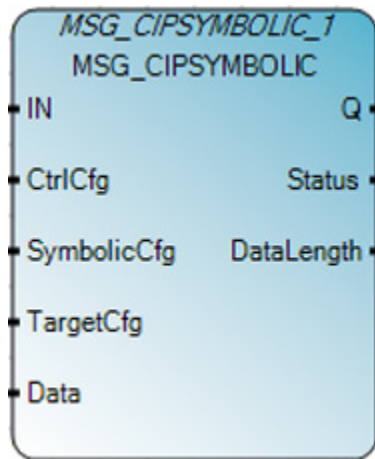 MSG_CIPSYMBOLIC_1
MSG_CIPSYMBOLIC
IN Q
CtrlCfg Status
SymbolicCfg DataLength
TargetCfg
Data